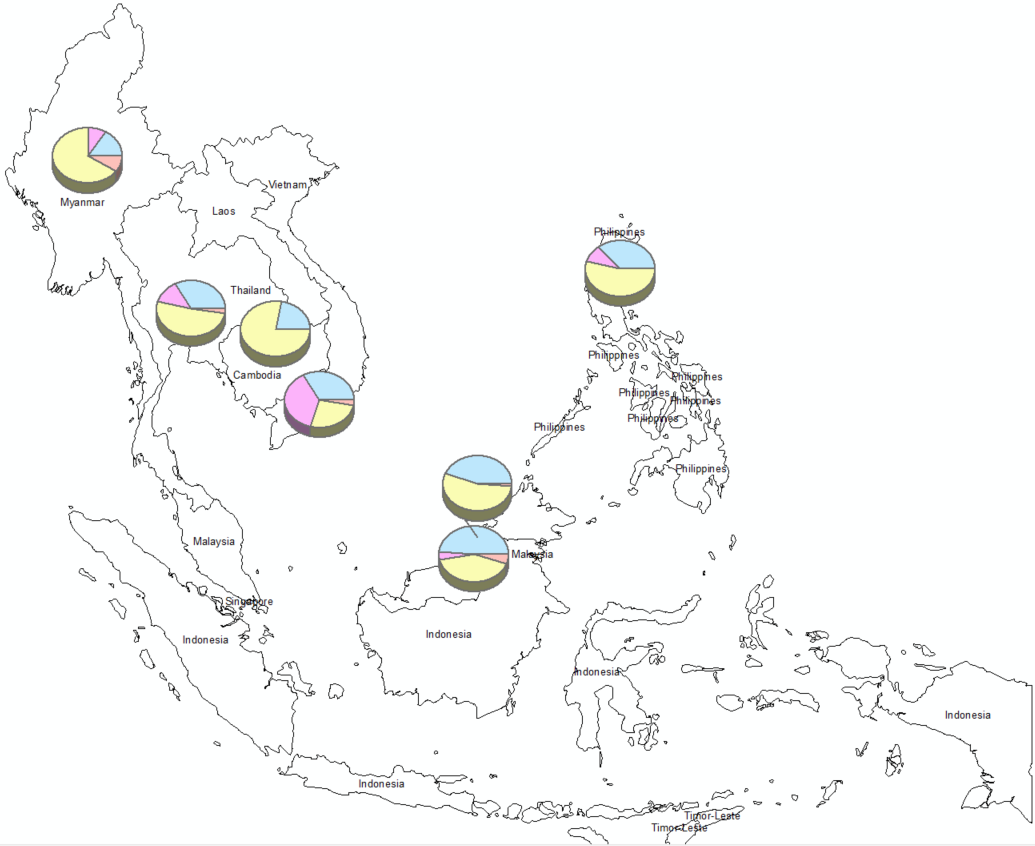 Vietnam
Myanmar
Laos
Philippines
Thailand
Philippines
Cambodia
Philippines
Philippines
Philippines
Philippines
Philippines
Philippines
Malaysia
Malaysia
Singapore
Indonesia
Indonesia
Indonesia
Indonesia
Indonesia
Timor-Leste
Timor-Leste